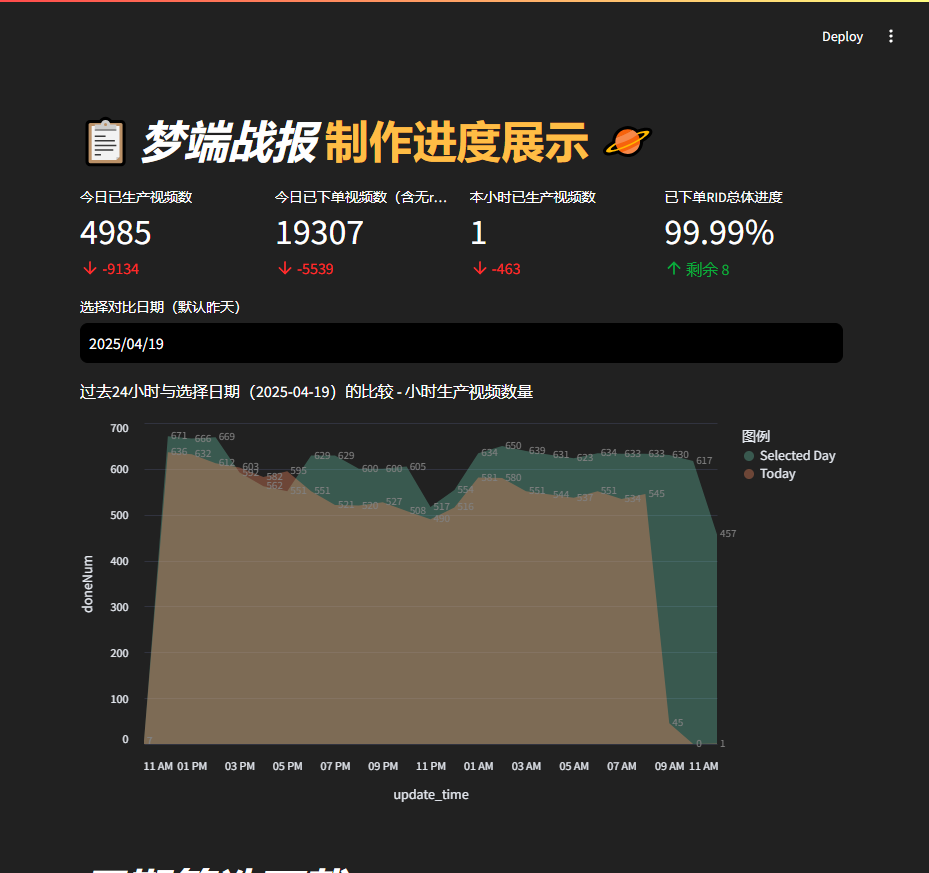 Deploy
梦端战报 制作进度展示
今日已生产视频数
4985
-9134
今日已下单视频数（含无r...
19307
-5539
本小时已生产视频数
1
-463
已下单RID总体进度
99.99%
剩余 8
选择对比日期（默认昨天）
2025/04/19
过去24小时与选择日期（2025-04-19）的比较 - 小时生产视频数量
图例
Selected Day
Today
doneNum
700
600
500
400
300
200
100
0
671 666 669 603 562 551 629 629 600 600 605 517 554 634 650 639 631 623 634 633 633 630 617 457
636 632 612 582 595 551 521 527 508 490 516 581 580 551 544 537 551 534 545 45 0 1
11 AM 01 PM 03 PM 05 PM 07 PM 09 PM 11 PM 01 AM 03 AM 05 AM 07 AM 09 AM 11 AM
update_time